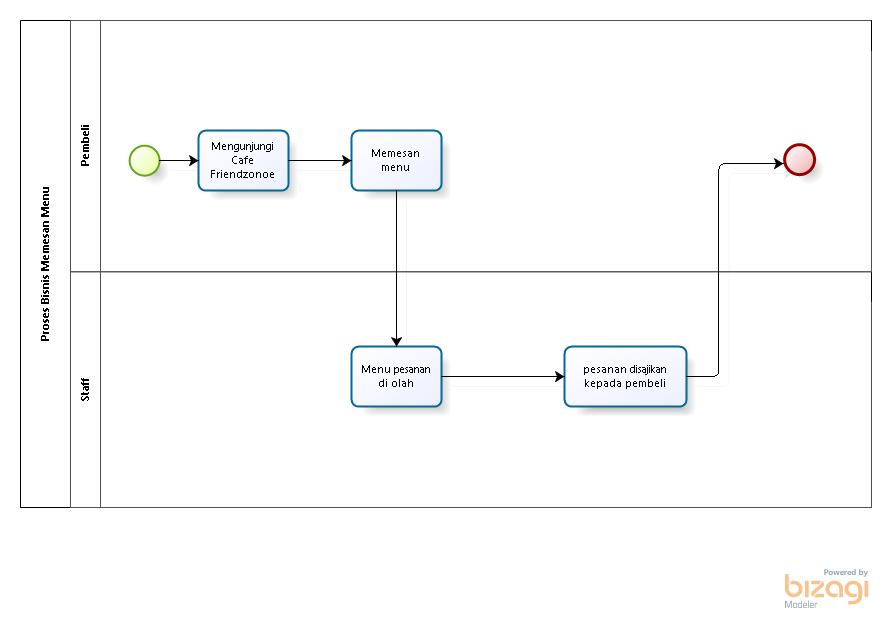 Proses Bisnis Memesan Menu
Pembeli
Mengunjungi
Cafe
Friendzonoe
Memesan
menu
Staff
Menu pesanan
di olah
pesanan disajikan
kepada pembeli
Powered by
bizagi
Modeler